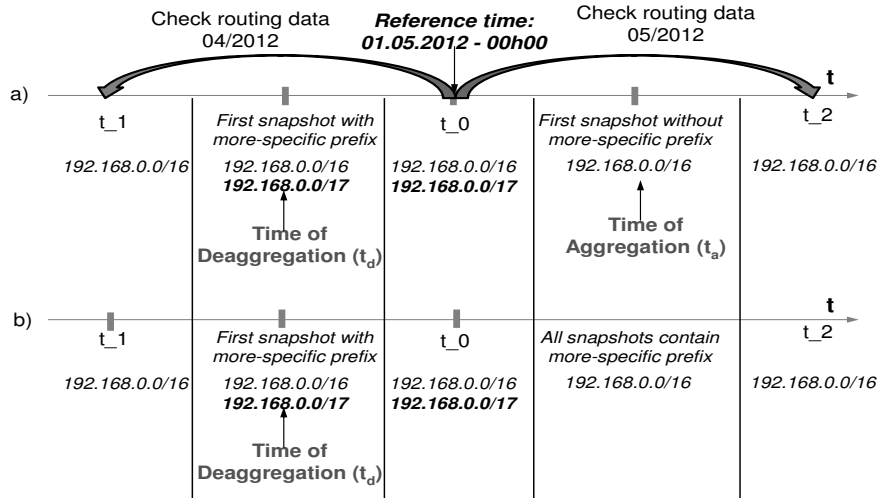 Check routing data
04/2012
Reference time:
01.05.2012 - 00h00
Check routing data
05/2012
a)
t
t_1
First snapshot with
more-specific prefix
t_0
First snapshot without
more-specific prefix
t_2
192.168.0.0/16
192.168.0.0/16
192.168.0.0/17
192.168.0.0/16
192.168.0.0/17
192.168.0.0/16
192.168.0.0/16
Time of
Deaggregation (t_d)
Time of
Aggregation (t_a)
b)
t
t_1
First snapshot with
more-specific prefix
t_0
All snapshots contain
more-specific prefix
t_2
192.168.0.0/16
192.168.0.0/16
192.168.0.0/17
192.168.0.0/16
192.168.0.0/17
192.168.0.0/16
192.168.0.0/16
Time of
Deaggregation (t_d)